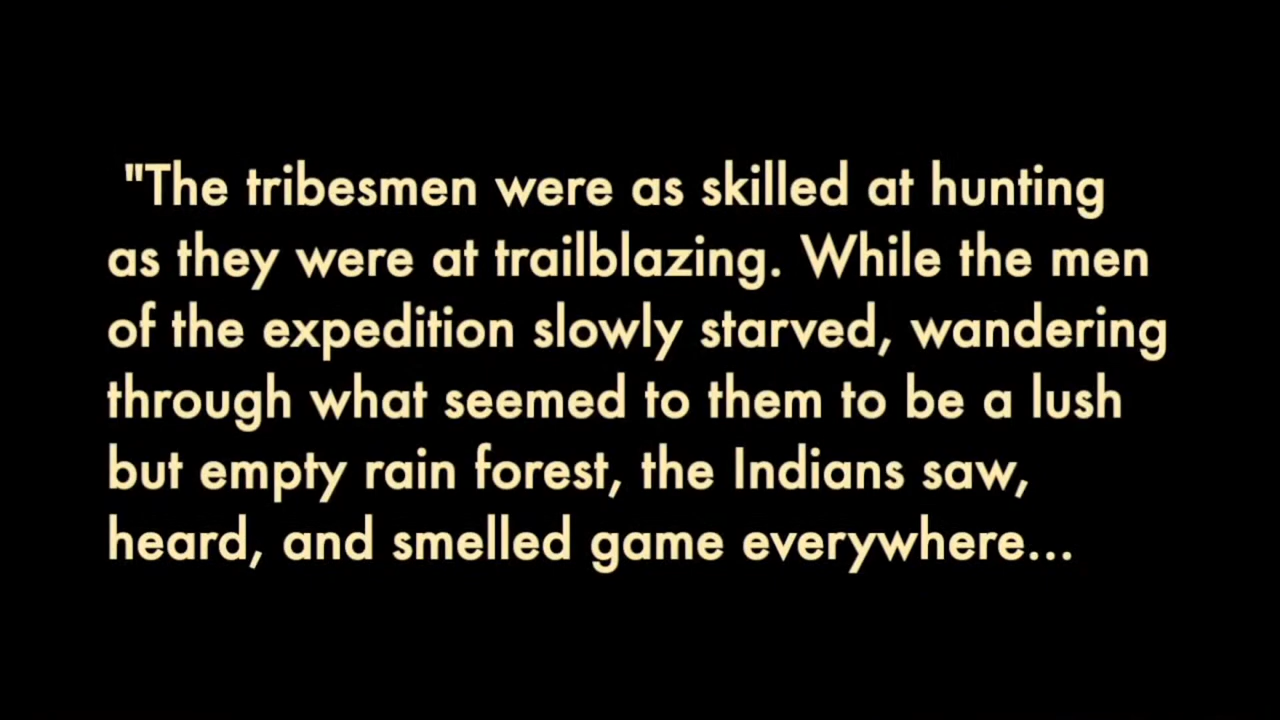 "The tribesmen were as skilled at hunting
as they were at trailblazing. While the men
of the expedition slowly starved, wandering
through what seemed to them to be a lush
but empty rain forest, the Indians saw,
heard, and smelled game everywhere...